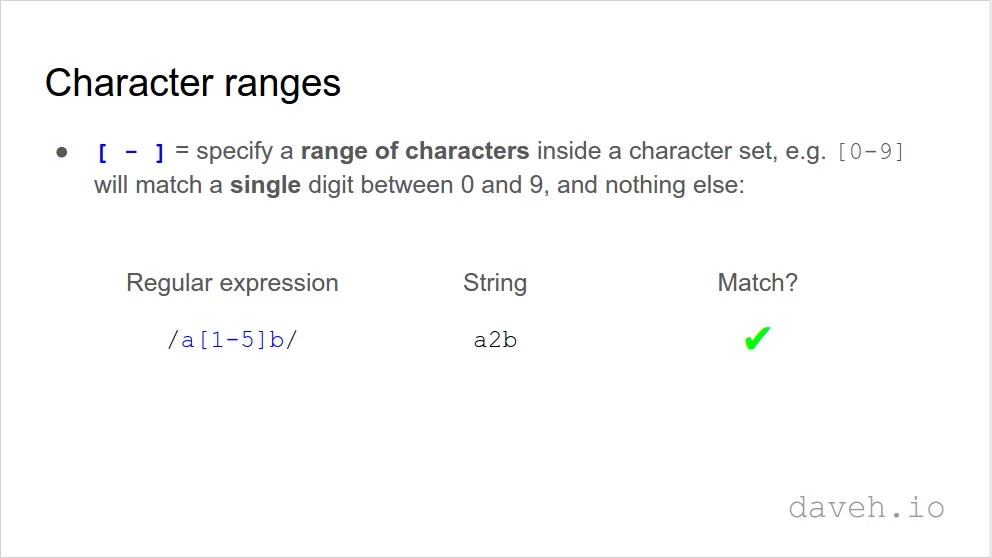 Character ranges
● [ - ] = specify a range of characters inside a character set, e.g. [0-9]
will match a single digit between 0 and 9, and nothing else:
Regular expression String Match?
/a[1-5]b/ a2b ✔
daveh.io